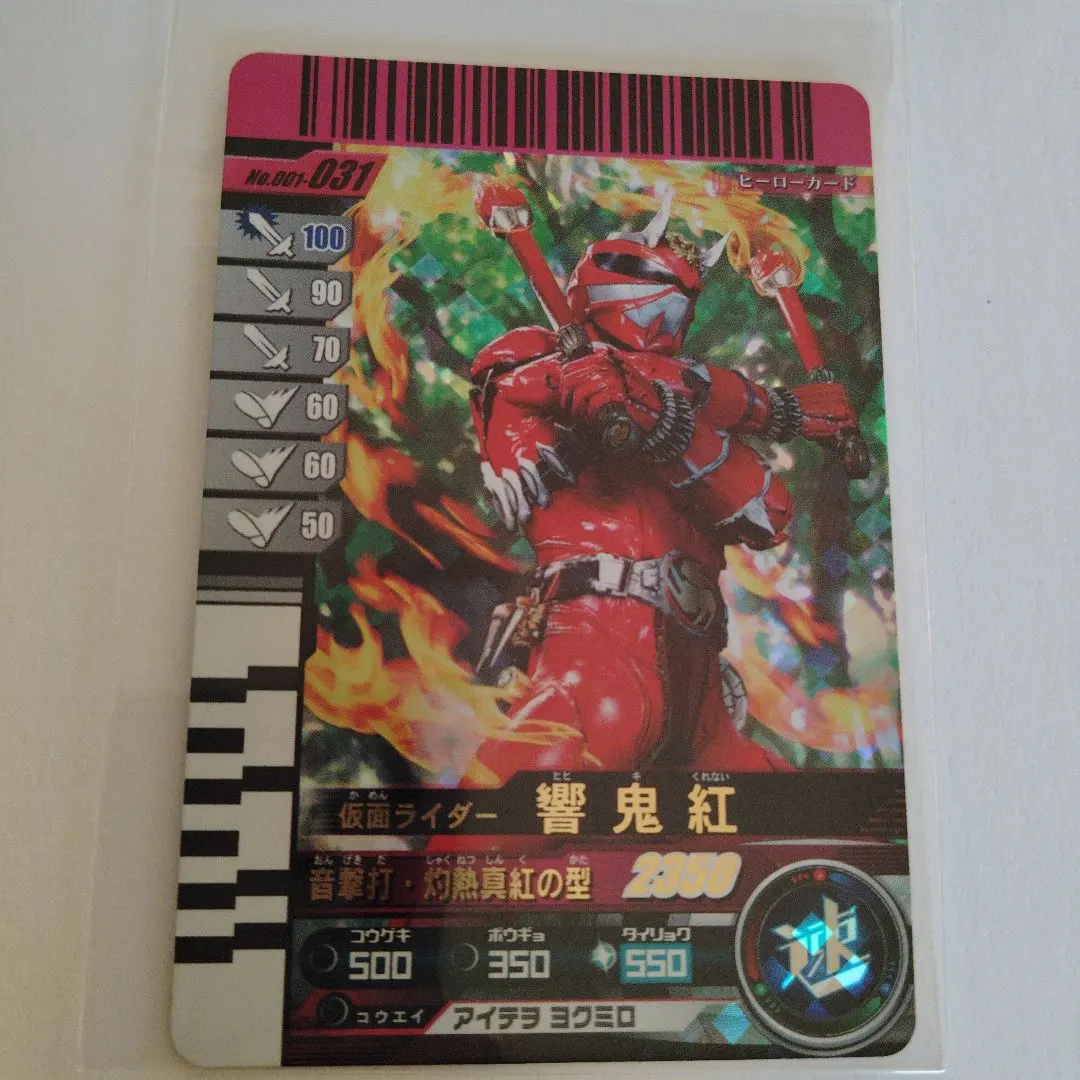 No.001-031
ヒーローカード
100
90
70
60
60
50
かめん ヒビ キ くれない
仮面ライダー 響鬼紅
おんげきだ しゃくねつしんく かた
音撃打・灼熱真紅の型 2350
コウゲキ ボウギョ タイリョク
500 350 550
速
コウエイ アイテヲ ヨクミロ